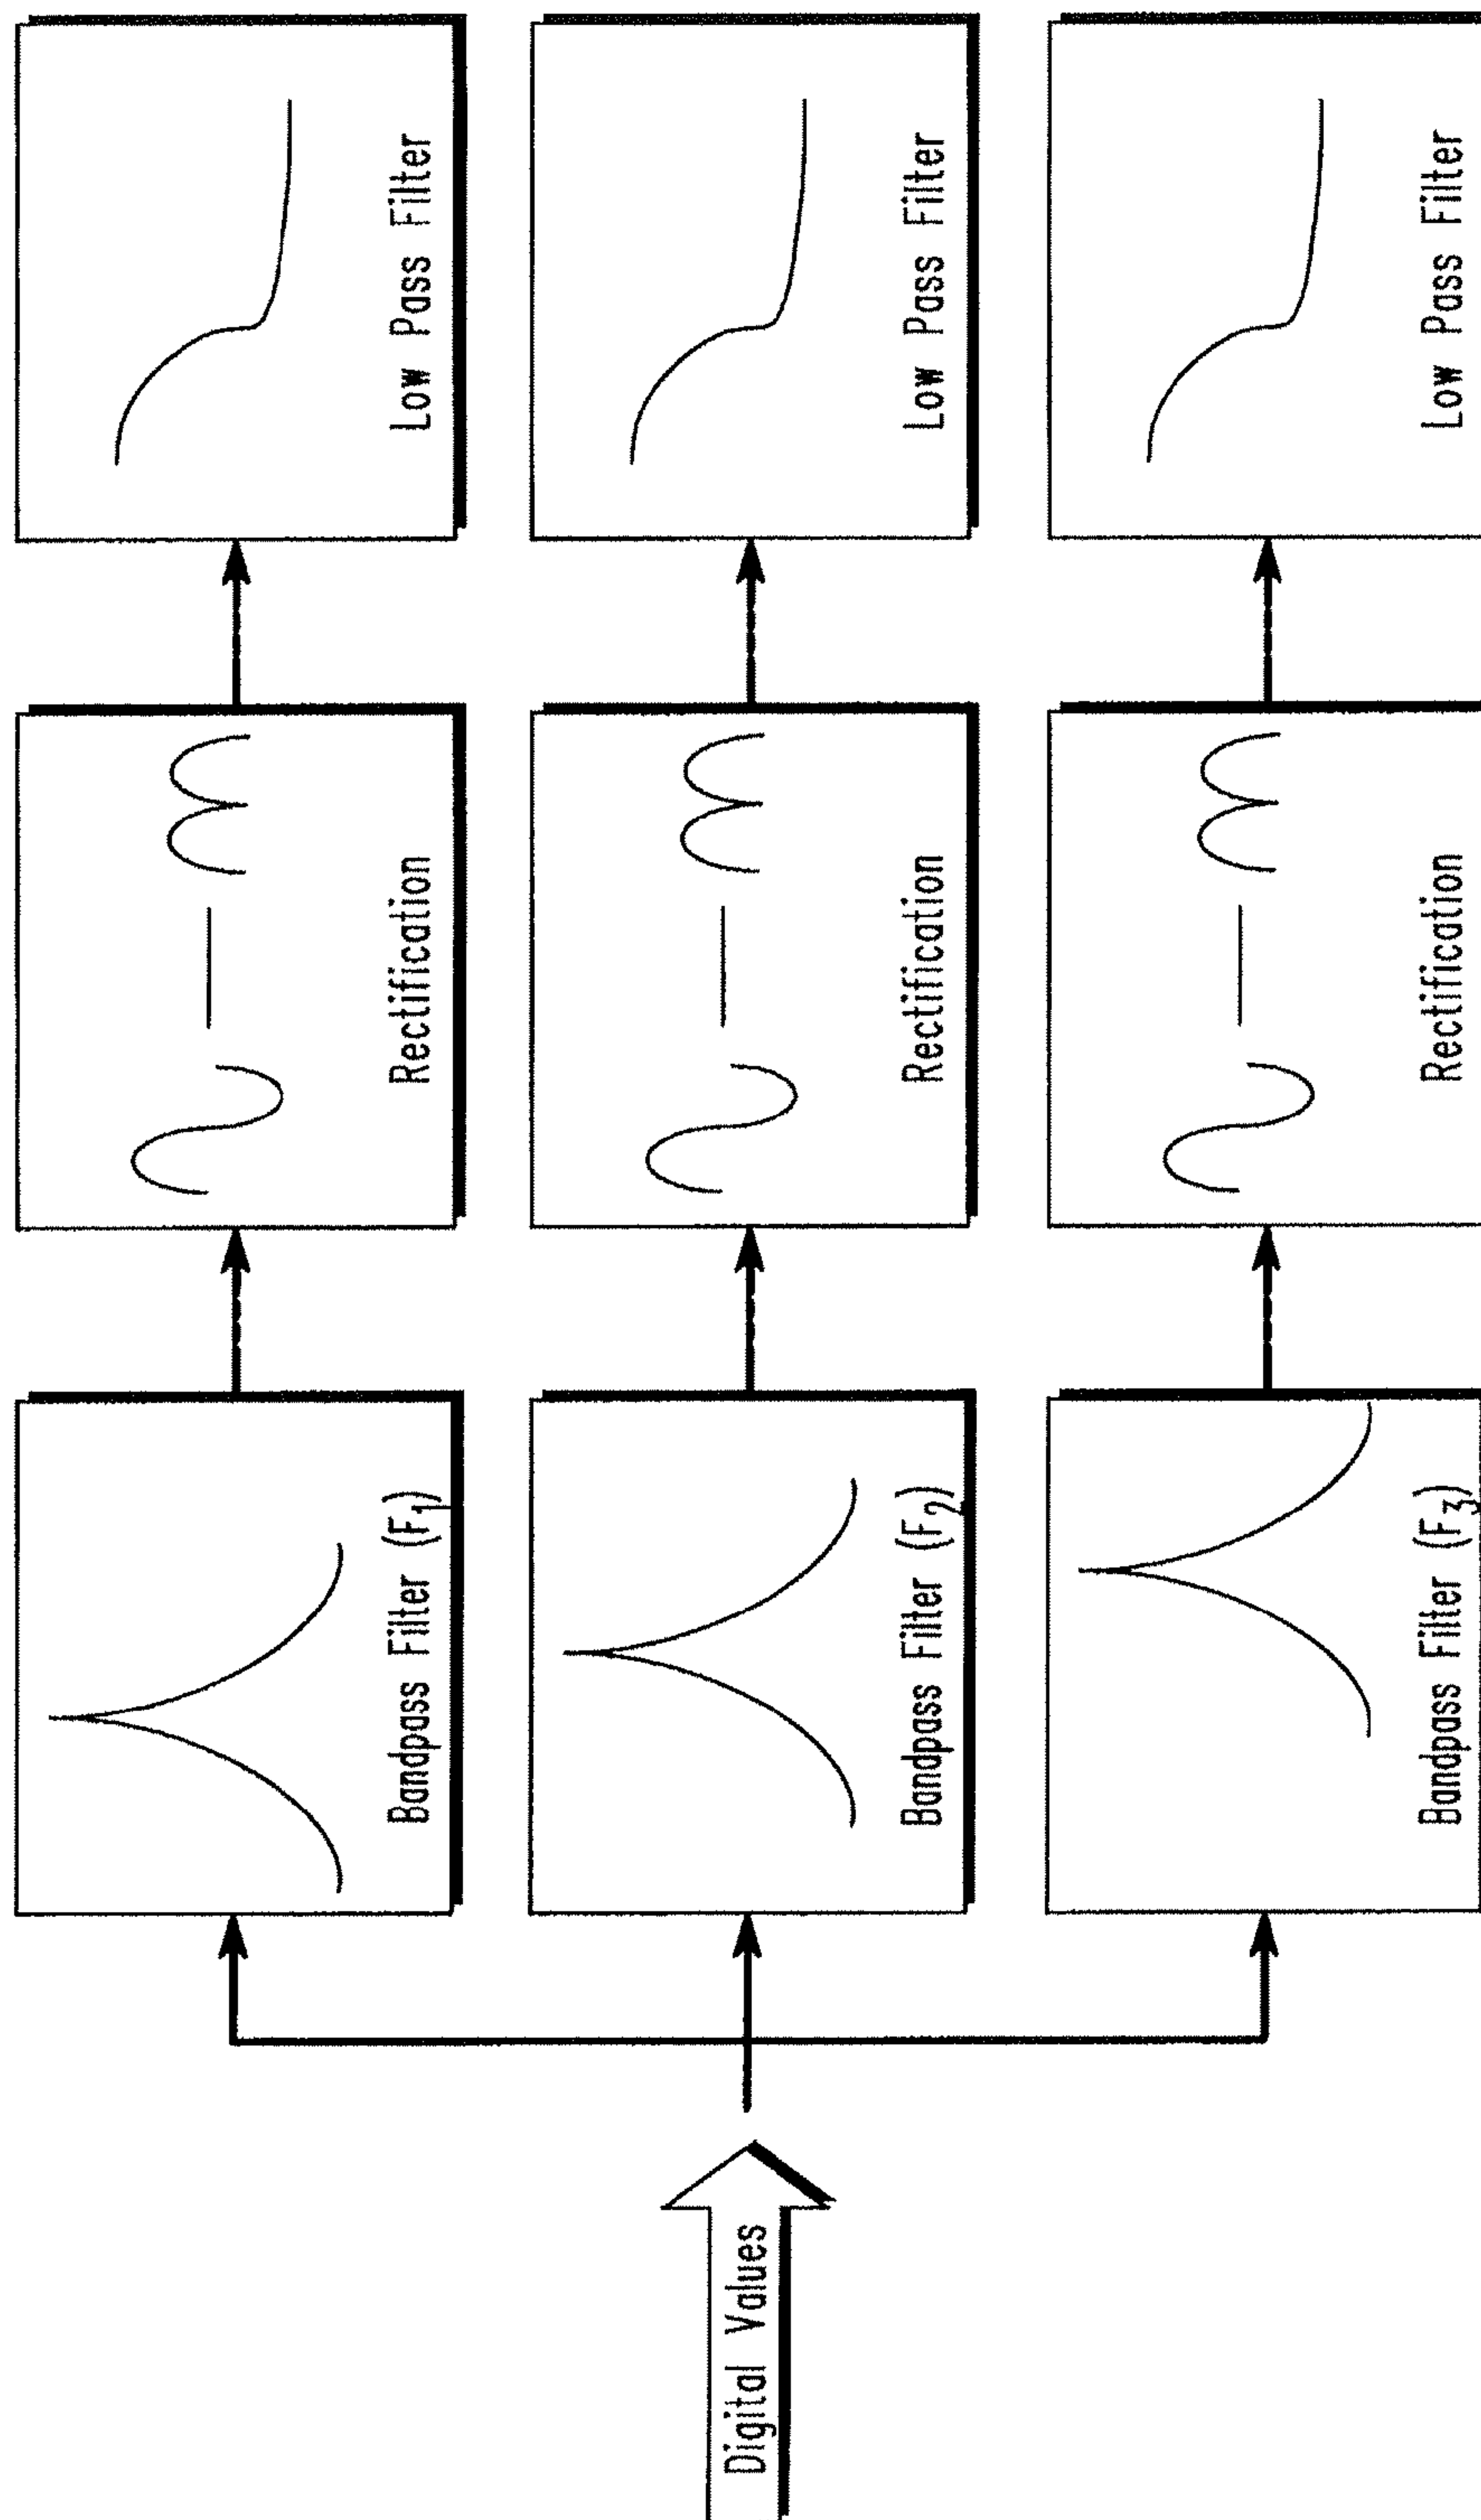 Digital Values
Bandpass Filter (F₁)
Rectification
Low Pass Filter
Bandpass Filter (F₂)
Rectification
Low Pass Filter
Bandpass Filter (F₃)
Rectification
Low Pass Filter